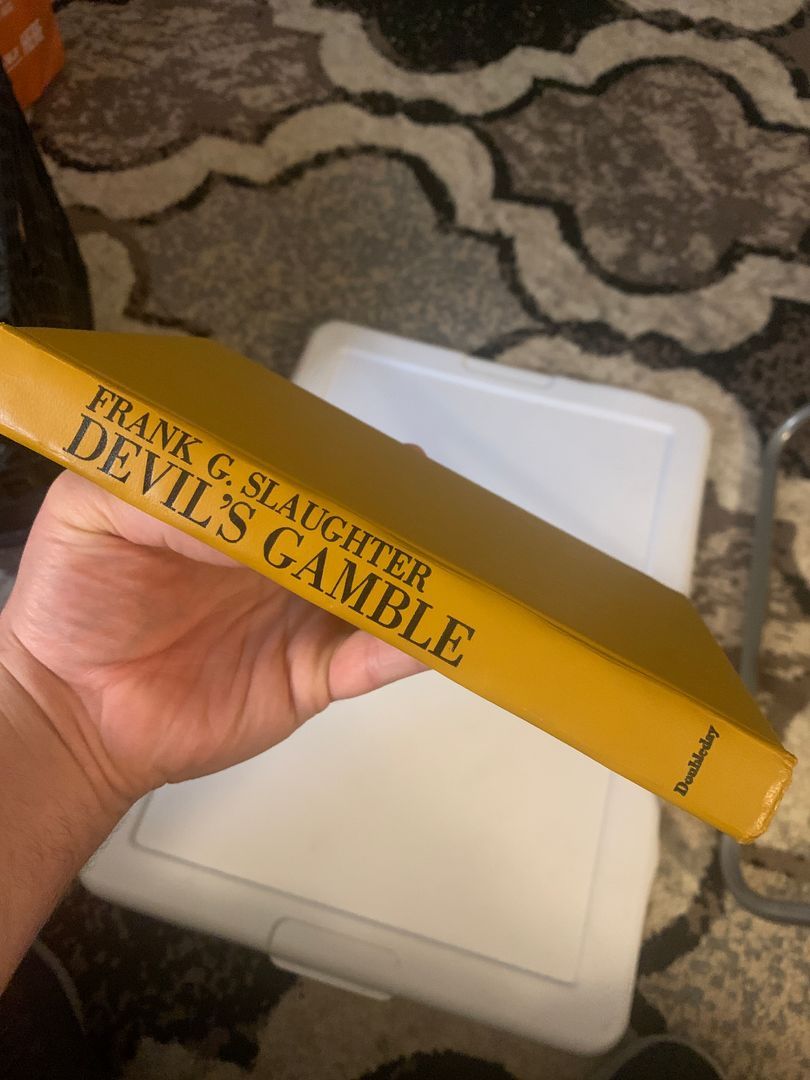 FRANK G. SLAUGHTER
DEVIL'S GAMBLE
Doubleday